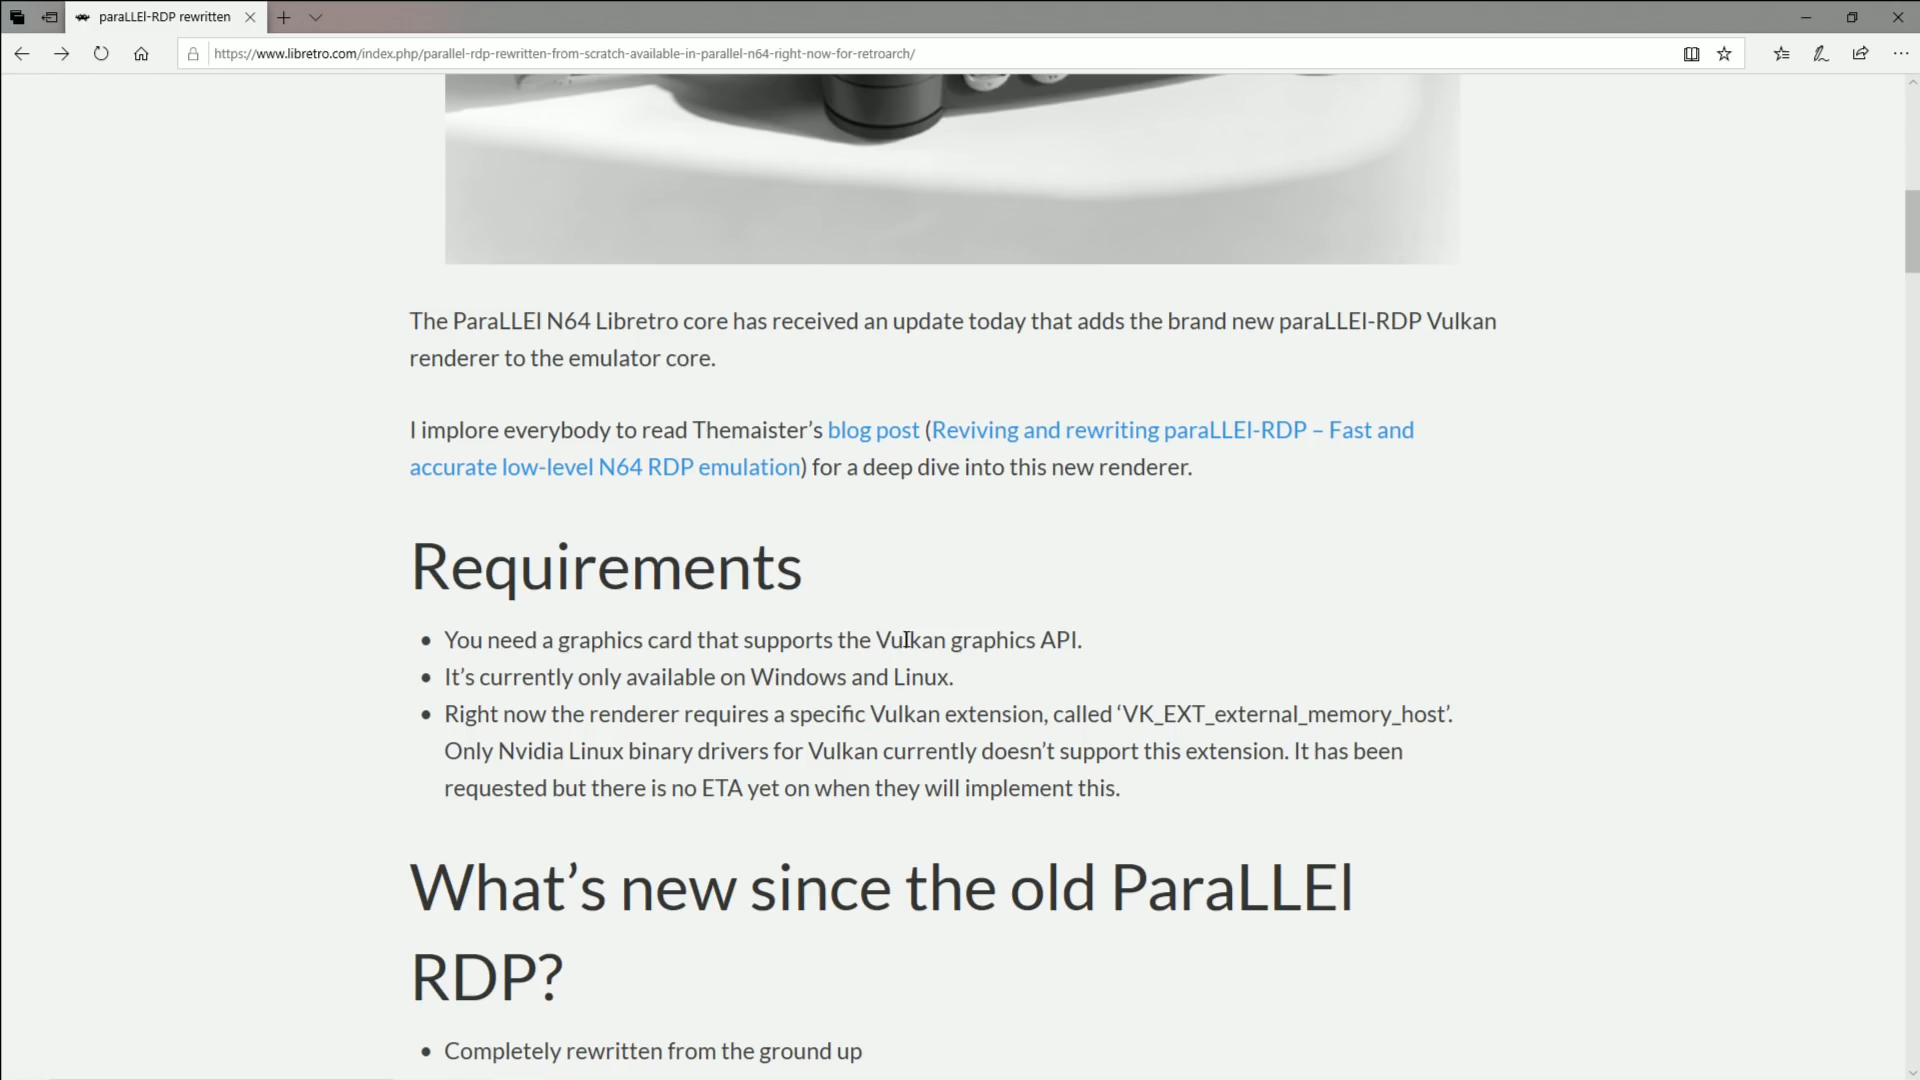 paraLLEl-RDP rewritten
https://www.libretro.com/index.php/parallel-rdp-rewritten-from-scratch-available-in-parallel-n64-right-now-for-retroarch/
The ParaLLEl N64 Libretro core has received an update today that adds the brand new paraLLEl-RDP Vulkan
renderer to the emulator core.
I implore everybody to read Themaister’s blog post (Reviving and rewriting paraLLEl-RDP – Fast and
accurate low-level N64 RDP emulation) for a deep dive into this new renderer.
Requirements
• You need a graphics card that supports the Vulkan graphics API.
• It’s currently only available on Windows and Linux.
• Right now the renderer requires a specific Vulkan extension, called ‘VK_EXT_external_memory_host’.
Only Nvidia Linux binary drivers for Vulkan currently doesn’t support this extension. It has been
requested but there is no ETA yet on when they will implement this.
What’s new since the old ParaLLEl
RDP?
• Completely rewritten from the ground up